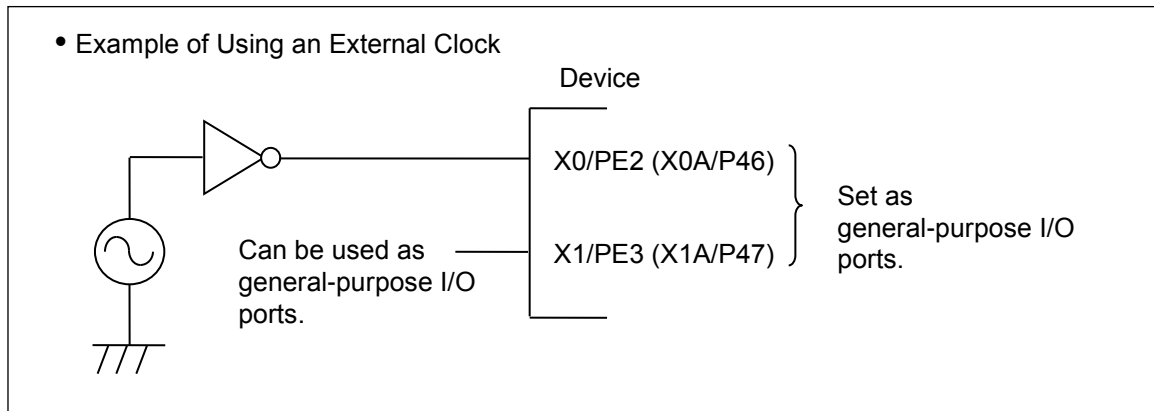 • Example of Using an External Clock
Device
X0/PE2 (X0A/P46)
Set as
general-purpose I/O
ports.
Can be used as
general-purpose I/O
ports.
X1/PE3 (X1A/P47)